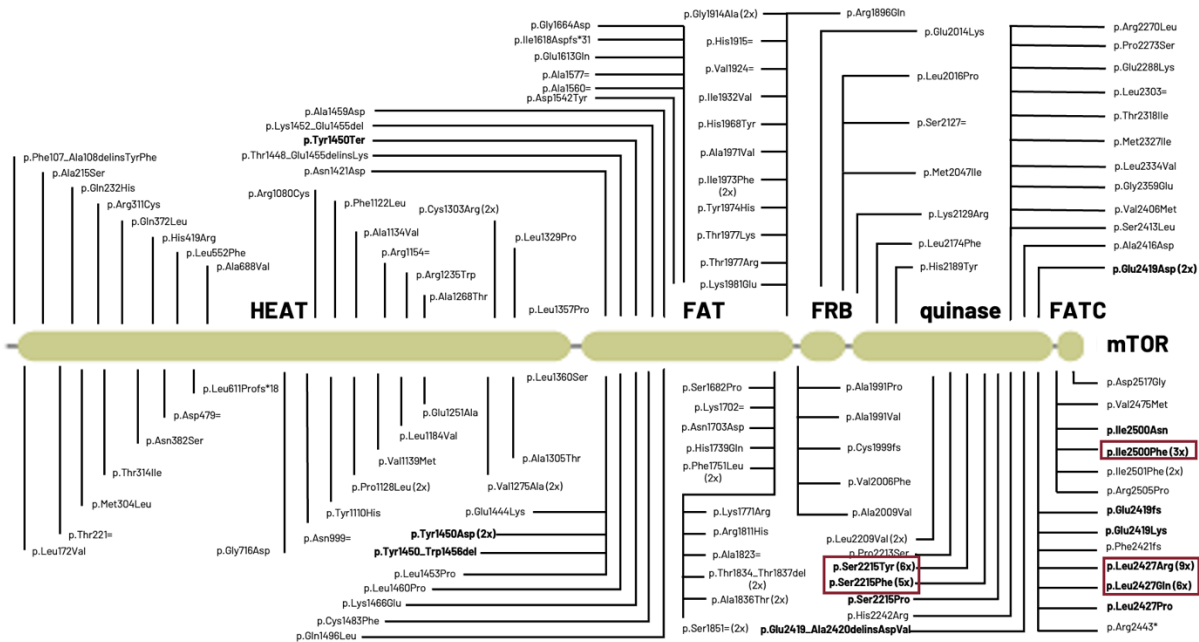 p.Gly1664Asp
p.Ile1618Aspfs*31
p.Glu1613Gln
p.Ala1577=
p.Ala1560=
p.Asp1542Tyr
p.Ala1459Asp
p.Lys1452_Glu1455del
p.Tyr1450Ter
p.Thr1448_Glu1455delinsLys
p.Asn1421Asp
p.Phe107_Ala108delinsTyrPhe
p.Ala215Ser
p.Gln232His
p.Arg311Cys
p.Gln372Leu
p.His419Arg
p.Leu552Phe
p.Ala688Val
p.Arg1080Cys
p.Phe1122Leu
p.Ala1134Val
p.Arg1154=
p.Arg1235Trp
p.Ala1268Thr
p.Cys1303Arg (2x)
p.Leu1329Pro
p.Leu1357Pro
p.Gly1914Ala (2x)
p.His1915=
p.Val1924=
p.Ile1932Val
p.His1968Tyr
p.Ala1971Val
p.Ile1973Phe
(2x)
p.Tyr1974His
p.Thr1977Lys
p.Thr1977Arg
p.Lys1981Glu
p.Arg1896Gln
p.Glu2014Lys
p.Leu2016Pro
p.Ser2127=
p.Met2047Ile
p.Lys2129Arg
p.Leu2174Phe
p.His2189Tyr
p.Arg2270Leu
p.Pro2273Ser
p.Glu2288Lys
p.Leu2303=
p.Thr2318Ile
p.Met2327Ile
p.Leu2334Val
p.Gly2359Glu
p.Val2406Met
p.Ser2413Leu
p.Ala2416Asp
p.Glu2419Asp (2x)
HEAT
FAT
FRB
quinase
FATC
mTOR
p.Leu172Val
p.Thr221=
p.Met304Leu
p.Thr314Ile
p.Asn382Ser
p.Asp479=
p.Leu611Profs*18
p.Gly716Asp
p.Asn999=
p.Tyr1110His
p.Pro1128Leu (2x)
p.Val1139Met
p.Leu1184Val
p.Glu1251Ala
p.Val1275Ala (2x)
p.Ala1305Thr
p.Leu1360Ser
p.Glu1444Lys
p.Tyr1450Asp (2x)
p.Tyr1450_Trp1456del
p.Leu1453Pro
p.Leu1460Pro
p.Lys1466Glu
p.Cys1483Phe
p.Gln1496Leu
p.Ser1682Pro
p.Lys1702=
p.Asn1703Asp
p.His1739Gln
p.Phe1751Leu
(2x)
p.Lys1771Arg
p.Arg1811His
p.Ala1823=
p.Thr1834_Thr1837del
(2x)
p.Ala1836Thr (2x)
p.Ser1851= (2x)
p.Ala1991Pro
p.Ala1991Val
p.Cys1999fs
p.Val2006Phe
p.Ala2009Val
p.Leu2209Val (2x)
p.Pro2213Ser
p.Ser2215Tyr (6x)
p.Ser2215Phe (5x)
p.Ser2215Pro
p.His2242Arg
p.Glu2419_Ala2420delinsAspVal
p.Asp2517Gly
p.Val2475Met
p.Ile2500Asn
p.Ile2500Phe (3x)
p.Ile2501Phe (2x)
p.Arg2505Pro
p.Glu2419fs
p.Glu2419Lys
p.Phe2421fs
p.Leu2427Arg (9x)
p.Leu2427Gln (6x)
p.Leu2427Pro
p.Arg2443*